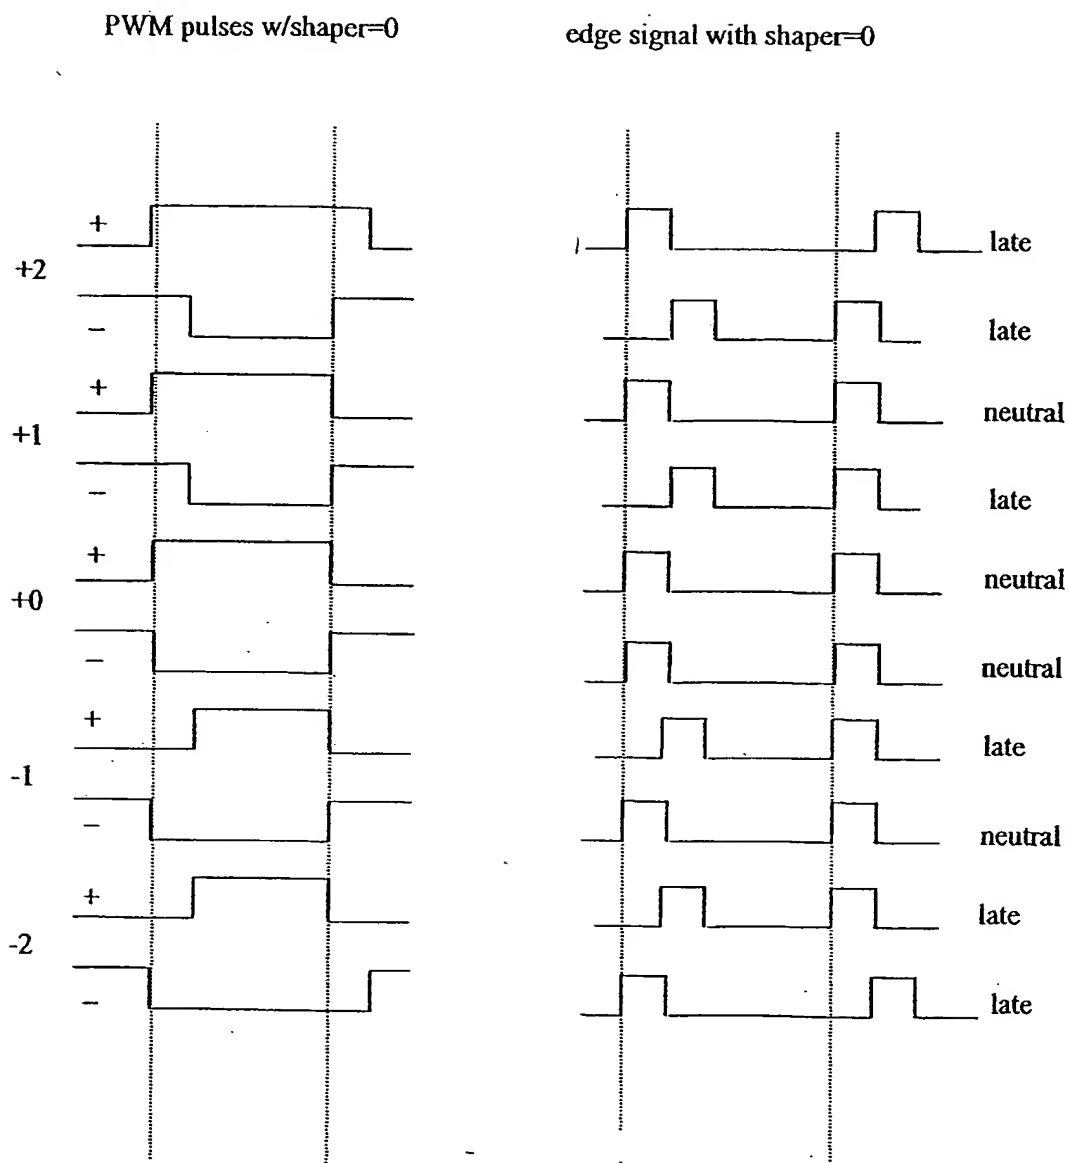 PWM pulses w/shaper=0
edge signal with shaper=0
+
late
+2
−
late
+
neutral
+1
−
late
+
neutral
+0
−
neutral
+
late
-1
−
neutral
+
late
-2
−
late